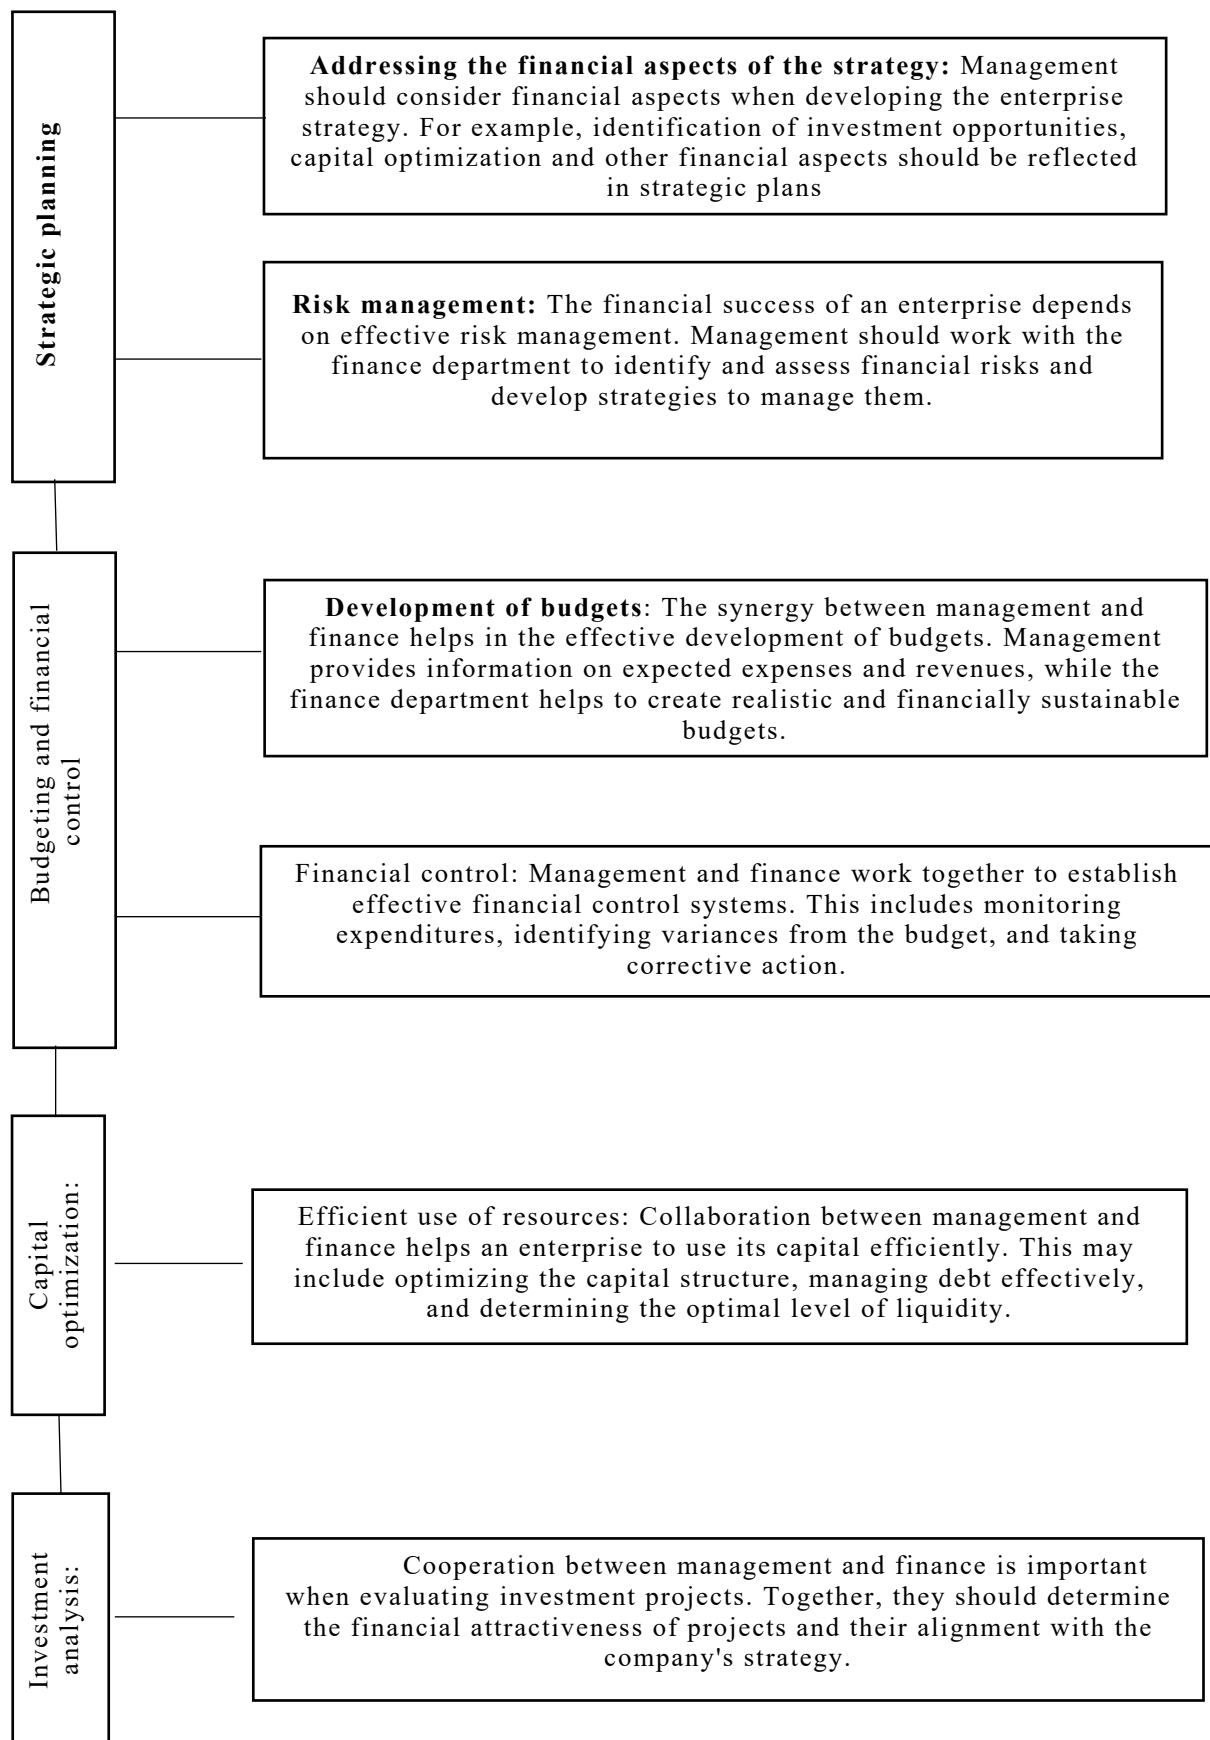 Strategic planning
Addressing the financial aspects of the strategy: Management
should consider financial aspects when developing the enterprise
strategy. For example, identification of investment opportunities,
capital optimization and other financial aspects should be reflected
in strategic plans
Risk management: The financial success of an enterprise depends
on effective risk management. Management should work with the
finance department to identify and assess financial risks and
develop strategies to manage them.
Budgeting and financial
control
Development of budgets: The synergy between management and
finance helps in the effective development of budgets. Management
provides information on expected expenses and revenues, while the
finance department helps to create realistic and financially sustainable
budgets.
Financial control: Management and finance work together to establish
effective financial control systems. This includes monitoring
expenditures, identifying variances from the budget, and taking
corrective action.
Capital
optimization:
Efficient use of resources: Collaboration between management and
finance helps an enterprise to use its capital efficiently. This may
include optimizing the capital structure, managing debt effectively,
and determining the optimal level of liquidity.
Investment
analysis:
Cooperation between management and finance is important
when evaluating investment projects. Together, they should determine
the financial attractiveness of projects and their alignment with the
company's strategy.